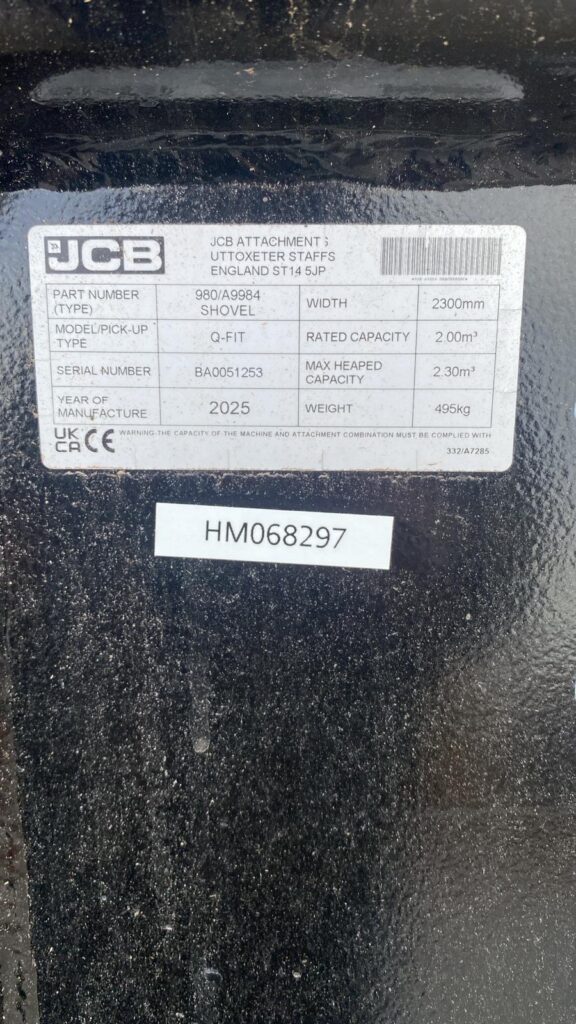 JCB
JCB ATTACHMENTS
UTTOXETER STAFFS
ENGLAND ST14 5JP
PART NUMBER (TYPE) 980/A9984 SHOVEL WIDTH 2300mm
MODEL/PICK-UP TYPE Q-FIT RATED CAPACITY 2.00m³
SERIAL NUMBER BA0051253 MAX HEAPED CAPACITY 2.30m³
YEAR OF MANUFACTURE 2025 WEIGHT 495kg
UK CA CE WARNING-THE CAPACITY OF THE MACHINE AND ATTACHMENT COMBINATION MUST BE COMPLIED WITH
332/A7285
HM068297